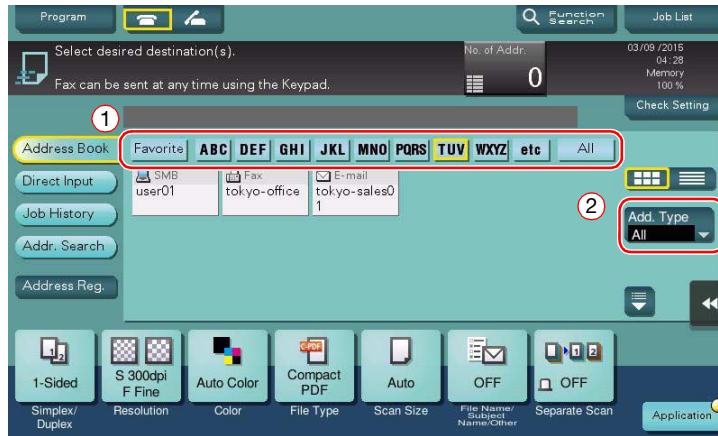 Program
Function
Search
Job List
Select desired destination(s).
Fax can be sent at any time using the Keypad.
No. of Addr.
0
03/09/2015
04:28
Memory
100 %
Check Setting
1
Address Book
Favorite ABC DEF GHI JKL MNO PQRS TUV WXYZ etc All
Direct Input
SMB
user01
Fax
tokyo-office
E-mail
tokyo-sales0
1
Job History
2
Add. Type
All
Addr. Search
Address Reg.
1-Sided
S 300dpi
F Fine
Auto Color
C-PDF
Compact
PDF
Auto
OFF
1 2
OFF
Simplex/
Duplex
Resolution
Color
File Type
Scan Size
File Name/
Subject
Name/Other
Separate Scan
Application